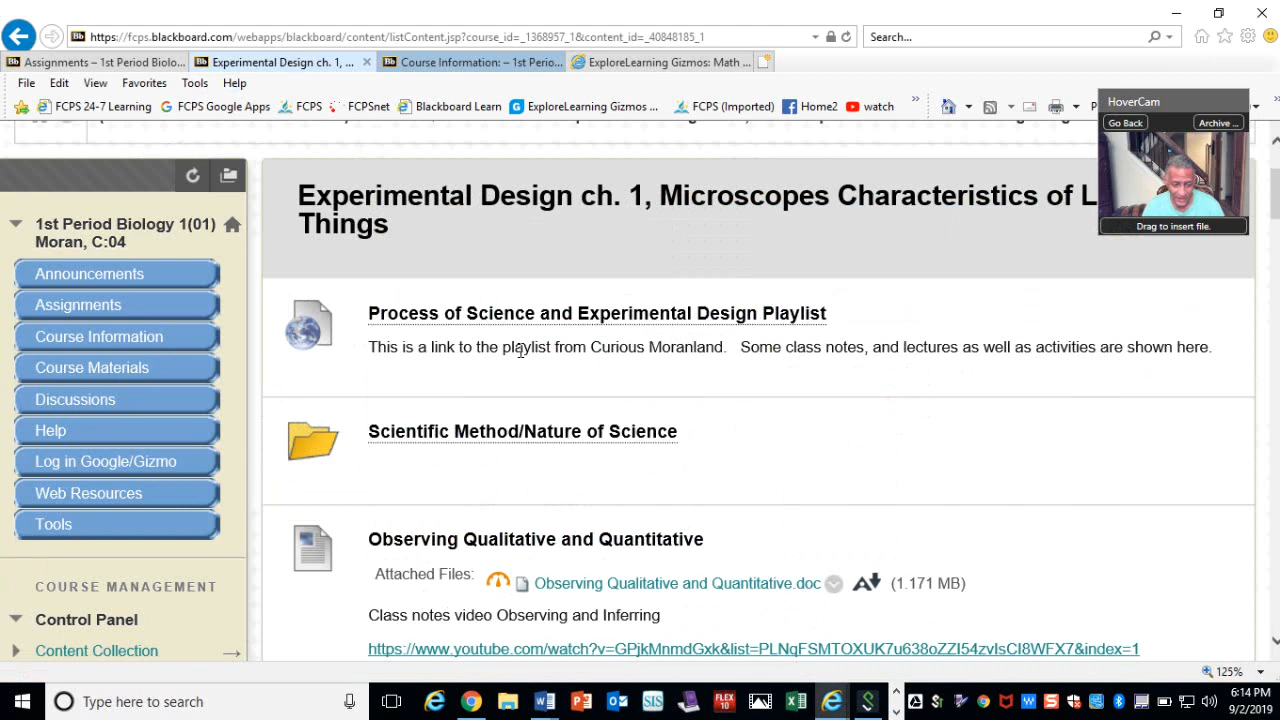 https://fcps.blackboard.com/webapps/blackboard/content/listContent.jsp?course_id=_1368957_1&content_id=_40848185_1
Search...
Assignments – 1st Period Biolo...
Experimental Design ch. 1, ...
Course Information: – 1st Perio...
ExploreLearning Gizmos: Math ...
File Edit View Favorites Tools Help
FCPS 24-7 Learning
FCPS Google Apps
FCPS
FCPSnet
Blackboard Learn
ExploreLearning Gizmos ...
FCPS (Imported)
Home2
watch
HoverCam
Go Back
Archive ...
Drag to insert file.
1st Period Biology 1(01)
Moran, C:04
Announcements
Assignments
Course Information
Course Materials
Discussions
Help
Log in Google/Gizmo
Web Resources
Tools
COURSE MANAGEMENT
Control Panel
Content Collection
Experimental Design ch. 1, Microscopes Characteristics of L
Things
Process of Science and Experimental Design Playlist
This is a link to the playlist from Curious Moranland. Some class notes, and lectures as well as activities are shown here.
Scientific Method/Nature of Science
Observing Qualitative and Quantitative
Attached Files: Observing Qualitative and Quantitative.doc (1.171 MB)
Class notes video Observing and Inferring
https://www.youtube.com/watch?v=GPjkMnmdGxk&list=PLNqFSMTOXUK7u638oZZI54zvIsCI8WFX7&index=1
125%
Type here to search
SIS
FLEX
10
6:14 PM
9/2/2019